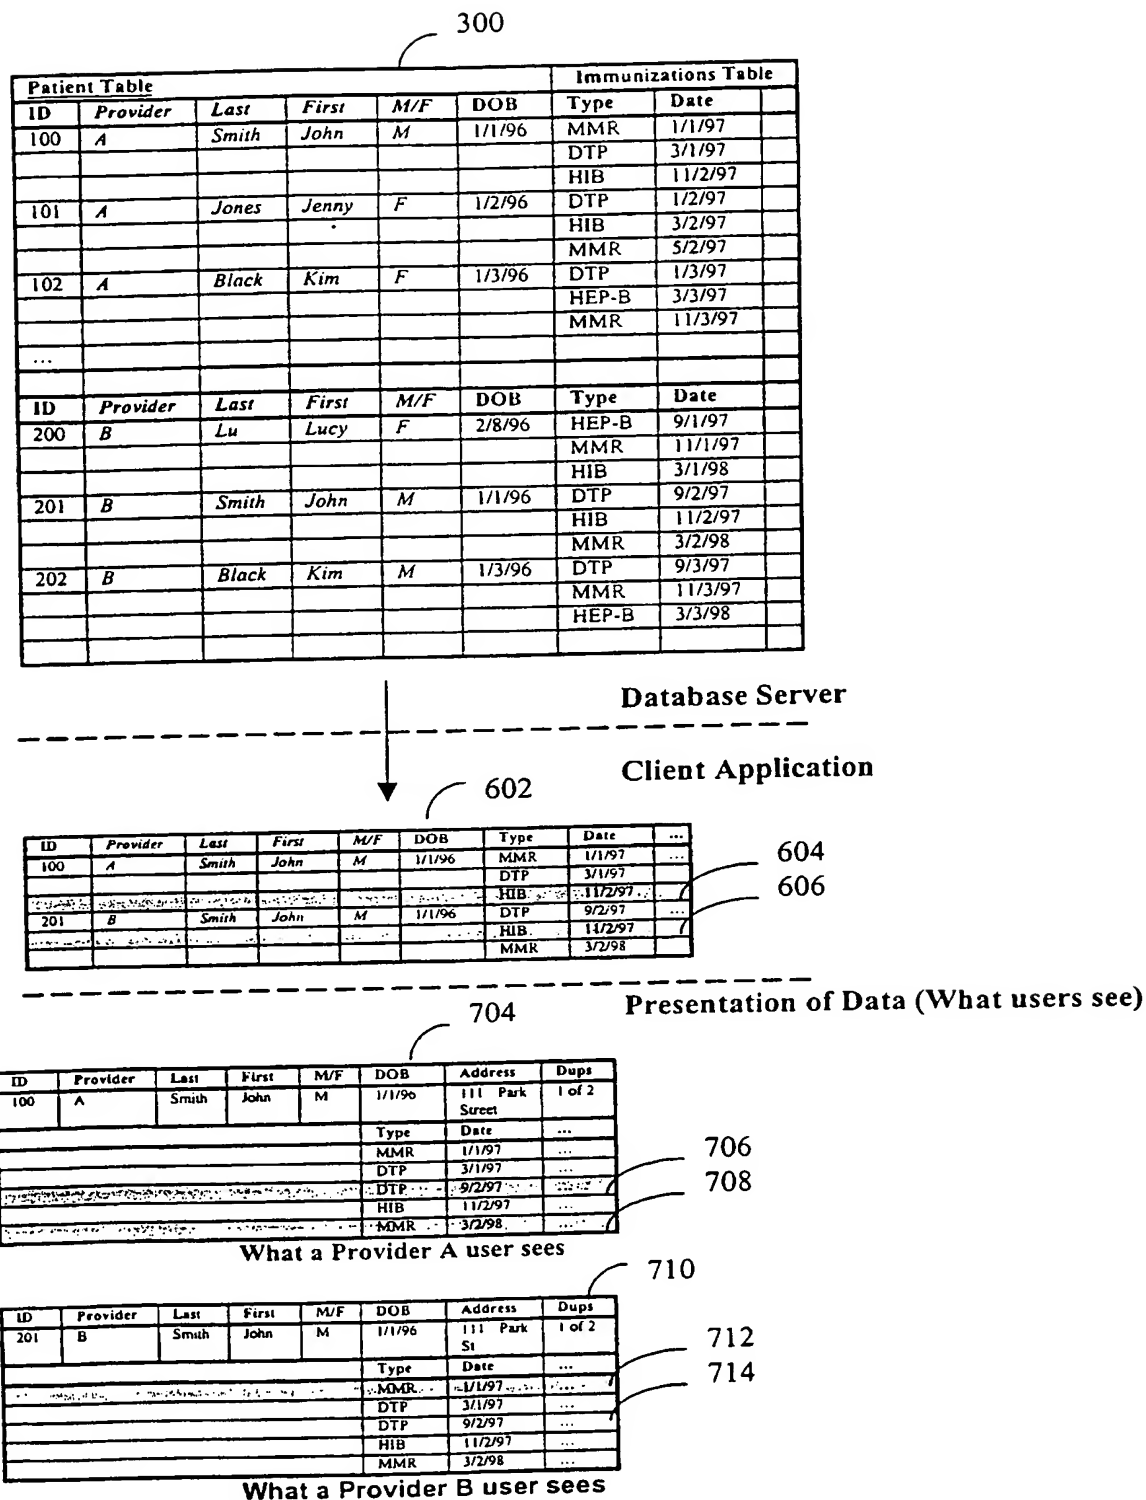 300
Patient Table Immunizations Table
ID Provider Last First M/F DOB Type Date
100 A Smith John M 1/1/96 MMR 1/1/97
DTP 3/1/97
HIB 11/2/97
101 A Jones Jenny F 1/2/96 DTP 1/2/97
HIB 3/2/97
MMR 5/2/97
102 A Black Kim F 1/3/96 DTP 1/3/97
HEP-B 3/3/97
MMR 11/3/97
...
ID Provider Last First M/F DOB Type Date
200 B Lu Lucy F 2/8/96 HEP-B 9/1/97
MMR 11/1/97
HIB 3/1/98
201 B Smith John M 1/1/96 DTP 9/2/97
HIB 11/2/97
MMR 3/2/98
202 B Black Kim M 1/3/96 DTP 9/3/97
MMR 11/3/97
HEP-B 3/3/98
Database Server
Client Application
602
ID Provider Last First M/F DOB Type Date ...
100 A Smith John M 1/1/96 MMR 1/1/97 ...
DTP 3/1/97
604
HIB 11/2/97
606
201 B Smith John M 1/1/96 DTP 9/2/97 ...
HIB 11/2/97
MMR 3/2/98
Presentation of Data (What users see)
704
ID Provider Last First M/F DOB Address Dups
100 A Smith John M 1/1/96 111 Park 1 of 2
Street
Type Date ...
MMR 1/1/97 ...
706
DTP 3/1/97 ...
708
DTP 9/2/97 ...
HIB 11/2/97 ...
MMR 3/2/98 ...
What a Provider A user sees
710
ID Provider Last First M/F DOB Address Dups
201 B Smith John M 1/1/96 111 Park 1 of 2
St
712
Type Date ...
714
MMR 1/1/97 ...
DTP 3/1/97 ...
DTP 9/2/97 ...
HIB 11/2/97 ...
MMR 3/2/98 ...
What a Provider B user sees